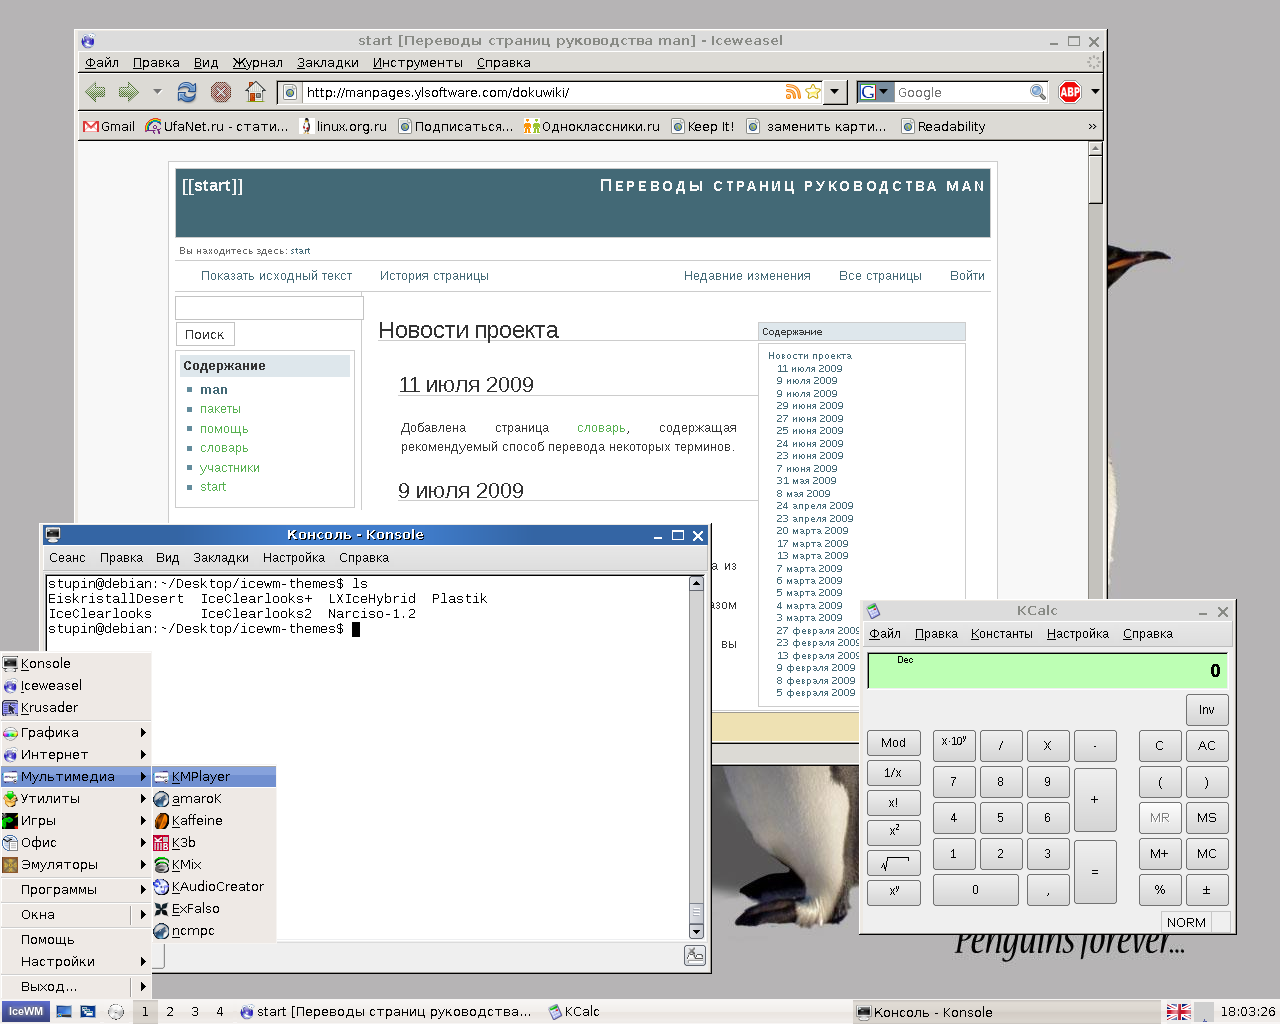 start [Переводы страниц руководства man] - Iceweasel
Файл Правка Вид Журнал Закладки Инструменты Справка
http://manpages.ylsoftware.com/dokuwiki/
G Google ABP
Gmail UfaNet.ru - стати... linux.org.ru Подписаться... Одноклассники.ru Keep It! заменить карти... Readability »
[[start]] Переводы страниц руководства man
Вы находитесь здесь: start
Показать исходный текст История страницы Недавние изменения Все страницы Войти
Поиск
Содержание
man
пакеты
помощь
словарь
участники
start
Новости проекта
11 июля 2009
Добавлена страница словарь, содержащая
рекомендуемый способ перевода некоторых терминов.
9 июля 2009
а из
азом
вы
Содержание
Новости проекта
11 июля 2009
9 июля 2009
9 июля 2009
29 июня 2009
27 июня 2009
25 июня 2009
24 июня 2009
23 июня 2009
7 июня 2009
31 мая 2009
8 мая 2009
24 апреля 2009
23 апреля 2009
20 марта 2009
17 марта 2009
13 марта 2009
7 марта 2009
6 марта 2009
5 марта 2009
4 марта 2009
3 марта 2009
27 февраля 2009
23 февраля 2009
13 февраля 2009
9 февраля 2009
8 февраля 2009
5 февраля 2009
Консоль - Konsole
Сеанс Правка Вид Закладки Настройка Справка
stupin@debian:~/Desktop/icewm-themes$ ls
EiskristallDesert IceClearlooks+ LXIceHybrid Plastik
IceClearlooks IceClearlooks2 Narciso-1.2
stupin@debian:~/Desktop/icewm-themes$
Konsole
Iceweasel
Krusader
Графика
Интернет
Мультимедиа
Утилиты
Игры
Офис
Эмуляторы
Программы
Окна
Помощь
Настройки
Выход...
KMPlayer
amaroK
Kaffeine
K3b
KMix
KAudioCreator
ExFalso
ncmpc
KCalc
Файл Правка Константы Настройка Справка
Dec
0
Inv
Mod x·10ʸ / X - C AC
1/x 7 8 9 + ( )
x! 4 5 6 MR MS
x² 1 2 3 = M+ MC
√ 0 , % ±
xʸ
NORM
Penguins forever...
IceWM 1 2 3 4 start [Переводы страниц руководства... KCalc Консоль - Konsole 18:03:26